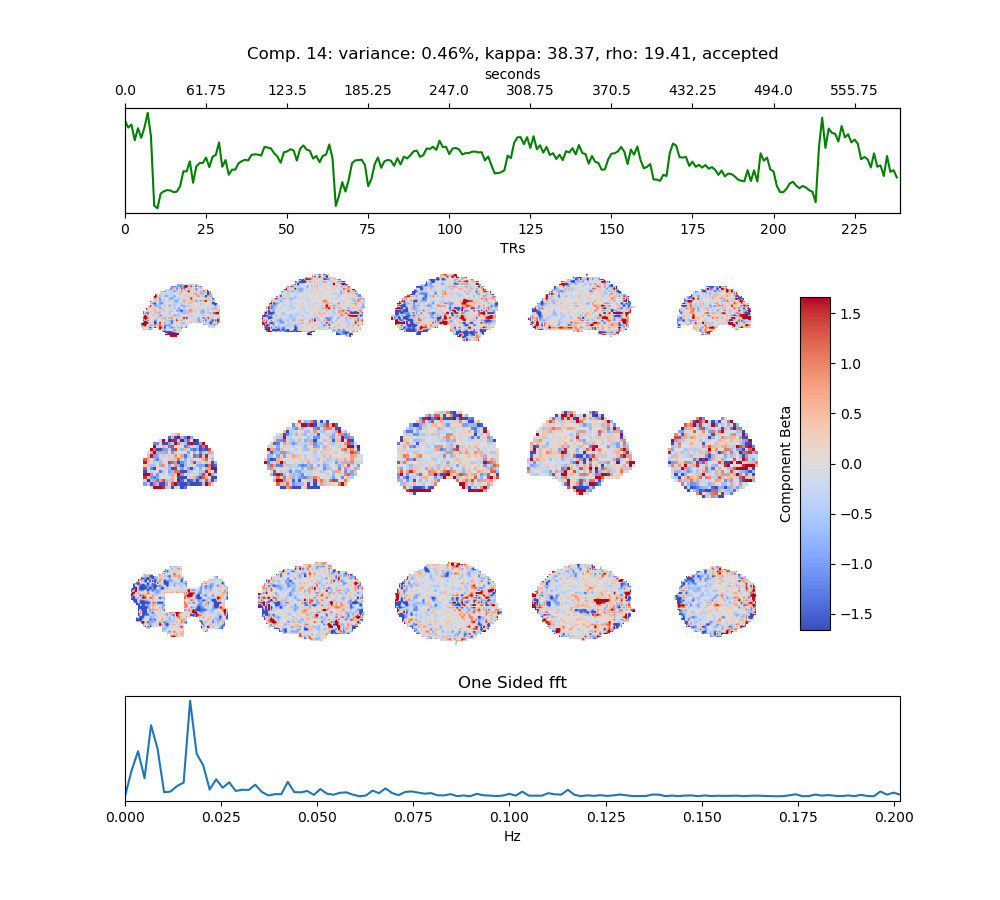 Comp. 14: variance: 0.46%, kappa: 38.37, rho: 19.41, accepted
seconds
0.0 61.75 123.5 185.25 247.0 308.75 370.5 432.25 494.0 555.75
0 25 50 75 100 125 150 175 200 225
TRs
1.5
1.0
0.5
0.0
−0.5
−1.0
−1.5
Component Beta
One Sided fft
0.000 0.025 0.050 0.075 0.100 0.125 0.150 0.175 0.200
Hz